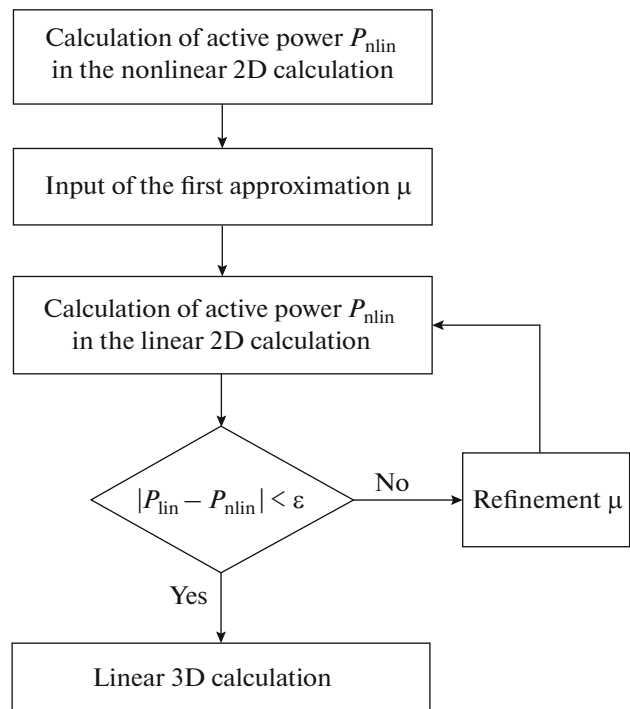 Calculation of active power P_nlin
in the nonlinear 2D calculation
Input of the first approximation μ
Calculation of active power P_nlin
in the linear 2D calculation
|P_lin – P_nlin| < ε
No
Refinement μ
Yes
Linear 3D calculation